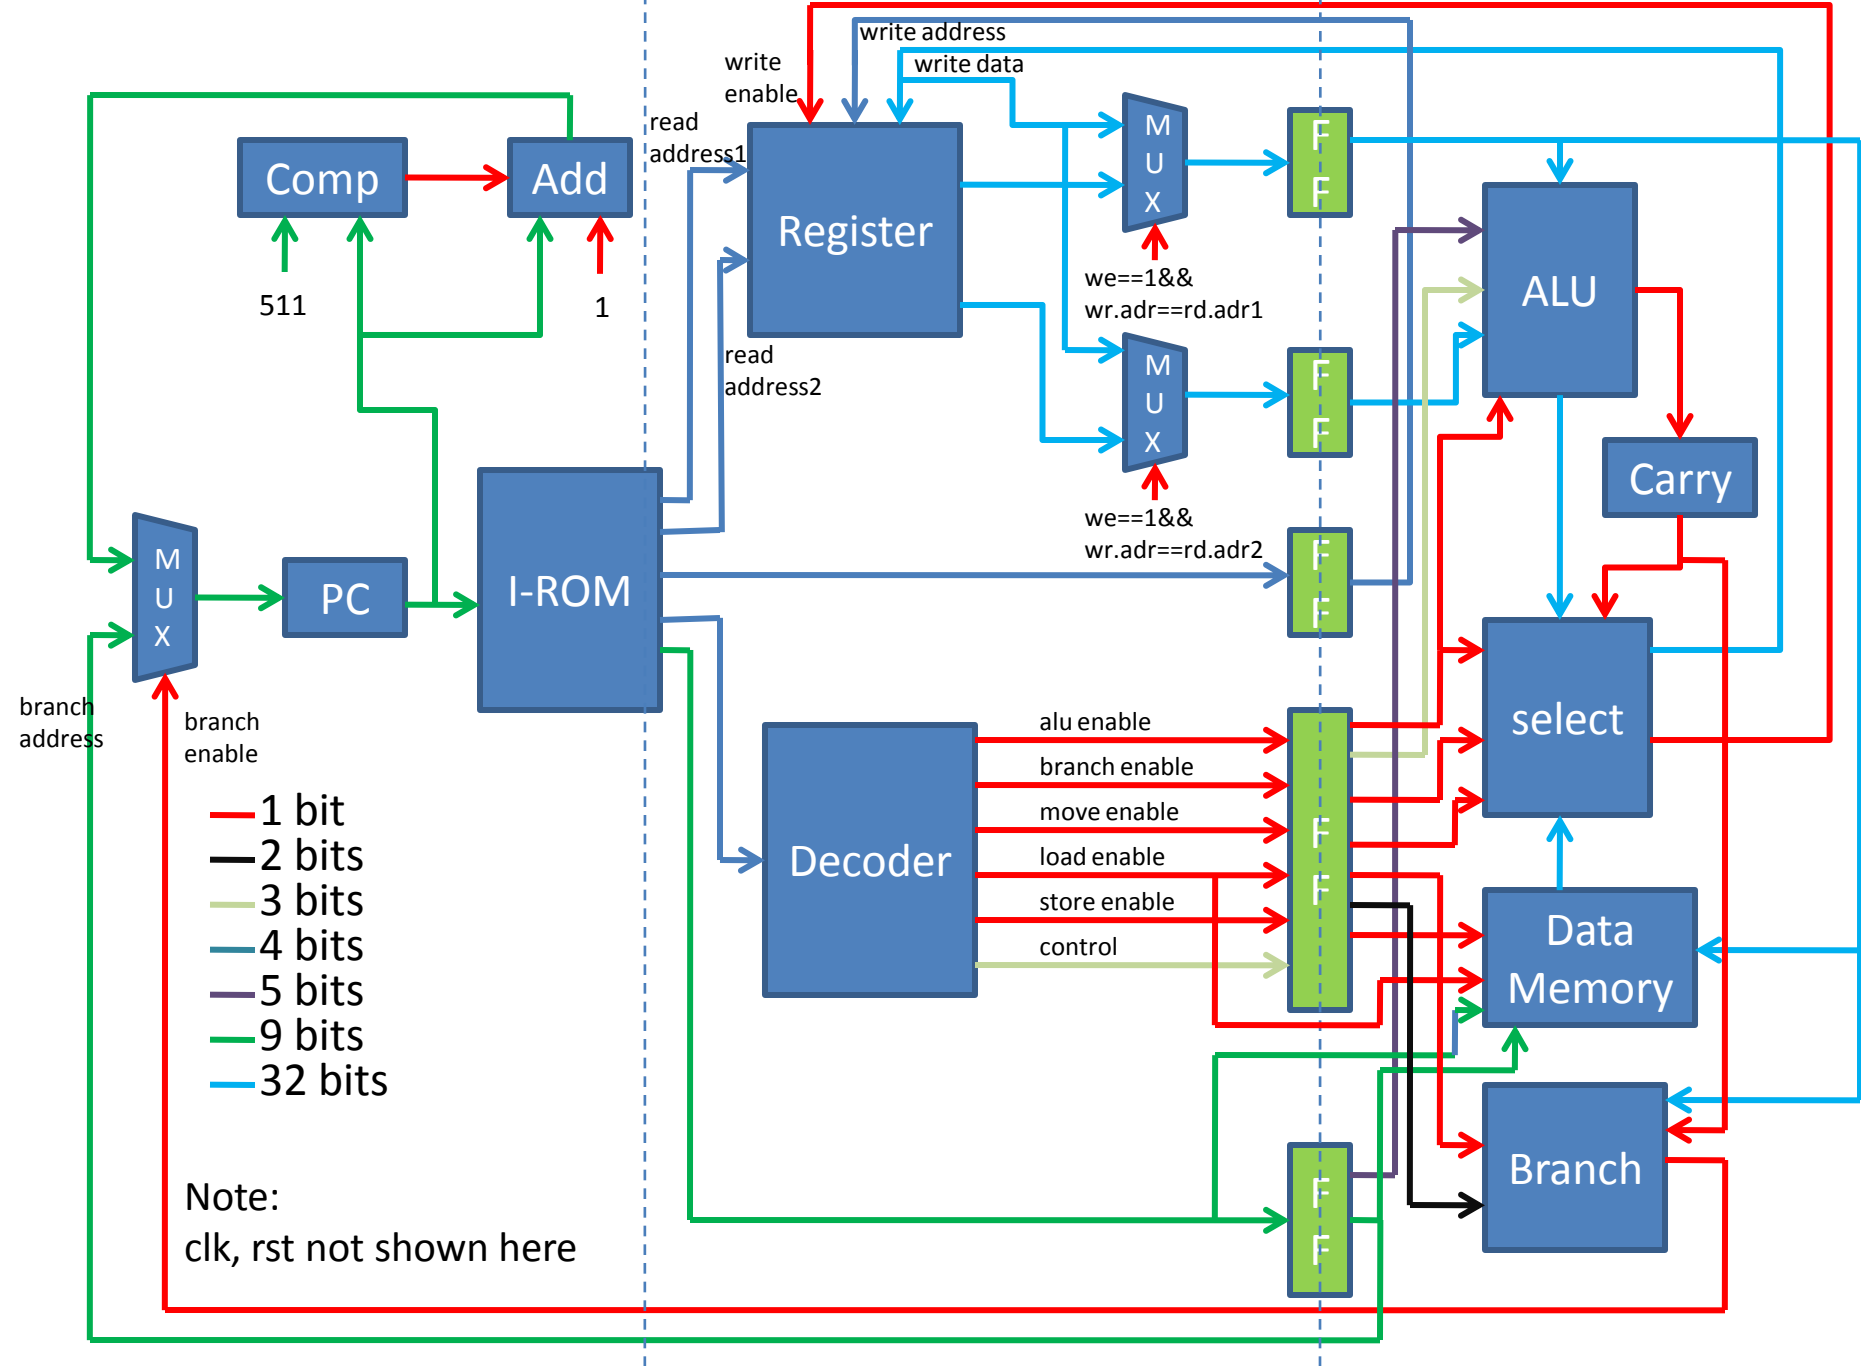 write address
write data
write
enable
read
address1
Comp
Add
511
1
Register
M
U
X
F
F
ALU
we==1&&
wr.adr==rd.adr1
read
address2
M
U
X
F
F
Carry
we==1&&
wr.adr==rd.adr2
F
F
M
U
X
PC
I-ROM
branch
address
branch
enable
select
alu enable
branch enable
move enable
load enable
store enable
control
Decoder
F
F
1 bit
2 bits
3 bits
4 bits
5 bits
9 bits
32 bits
Data
Memory
Branch
F
F
Note:
clk, rst not shown here